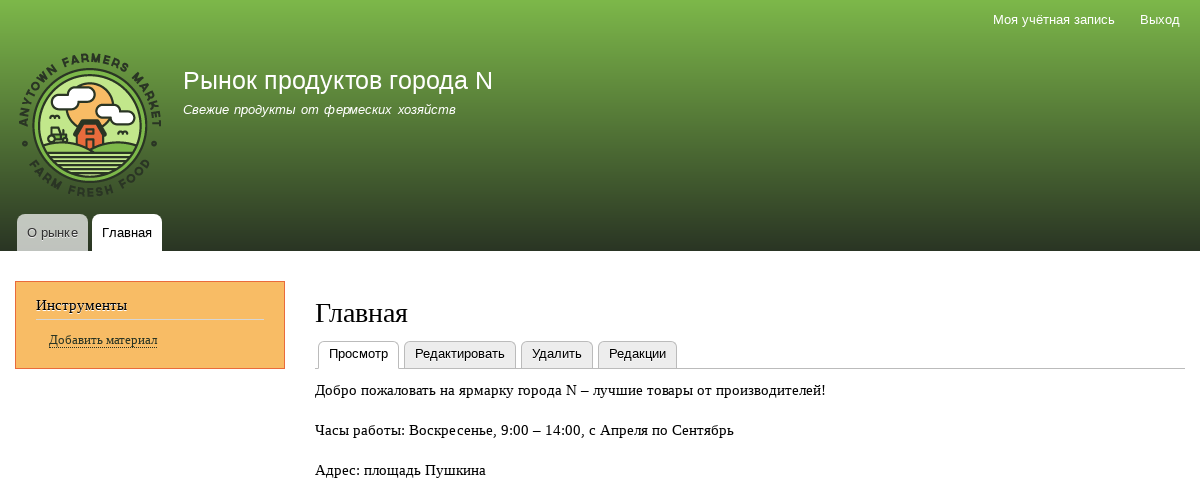 Моя учётная запись Выход
ANYTOWN FARMERS MARKET
FARM FRESH FOOD
Рынок продуктов города N
Свежие продукты от фермеских хозяйств
О рынке Главная
Инструменты
Добавить материал
Главная
Просмотр Редактировать Удалить Редакции
Добро пожаловать на ярмарку города N – лучшие товары от производителей!
Часы работы: Воскресенье, 9:00 – 14:00, с Апреля по Сентябрь
Адрес: площадь Пушкина